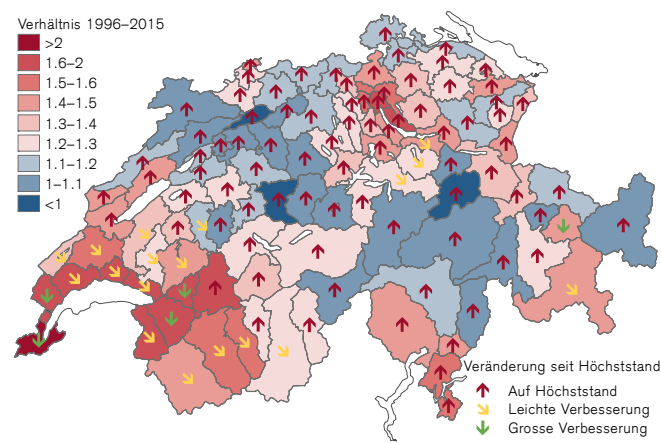 Verhältnis 1996–2015
>2
1.6–2
1.5–1.6
1.4–1.5
1.3–1.4
1.2–1.3
1.1–1.2
1–1.1
<1
Veränderung seit Höchststand
Auf Höchststand
Leichte Verbesserung
Grosse Verbesserung